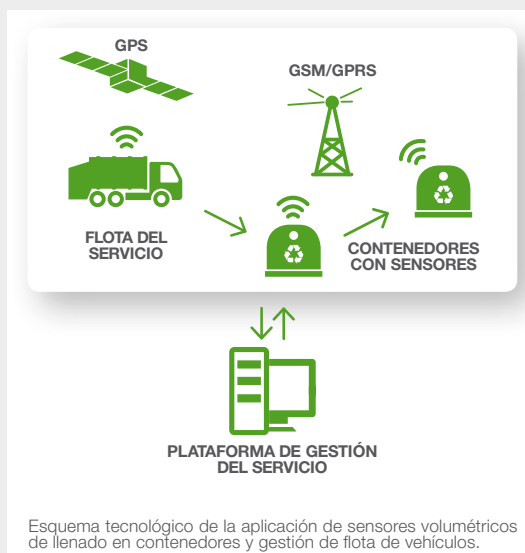 GPS
GSM/GPRS
FLOTA DEL
SERVICIO
CONTENEDORES
CON SENSORES
PLATAFORMA DE GESTIÓN
DEL SERVICIO
Esquema tecnológico de la aplicación de sensores volumétricos
de llenado en contenedores y gestión de flota de vehículos.